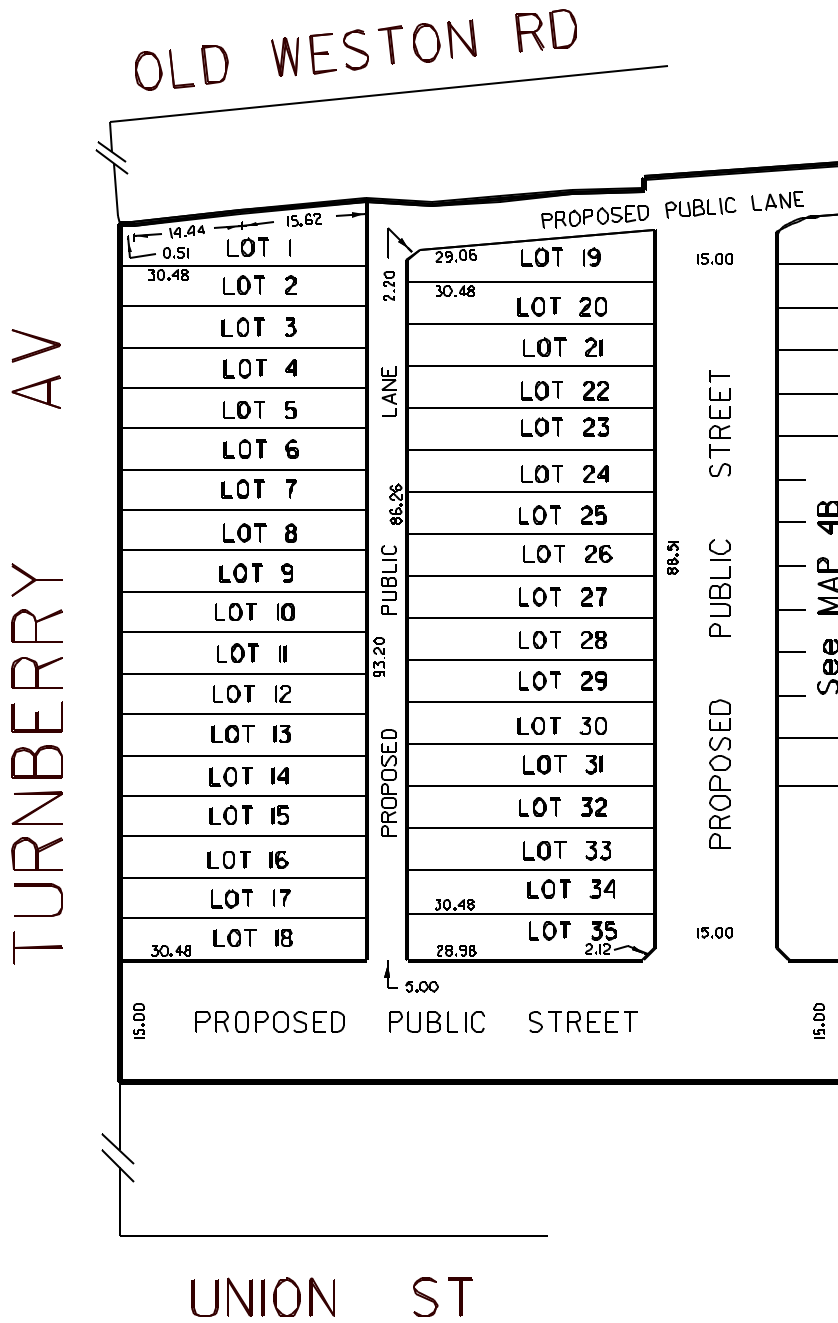 OLD WESTON RD
PROPOSED PUBLIC LANE
14.44
15.62
0.51
LOT 1
30.48
LOT 2
LOT 3
LOT 4
LOT 5
LOT 6
LOT 7
LOT 8
LOT 9
LOT 10
LOT 11
LOT 12
LOT 13
LOT 14
LOT 15
LOT 16
LOT 17
LOT 18
30.48
TURNBERRY AV
2.20
PROPOSED PUBLIC LANE
86.26
93.20
29.06
LOT 19
30.48
LOT 20
LOT 21
LOT 22
LOT 23
LOT 24
LOT 25
LOT 26
LOT 27
LOT 28
LOT 29
LOT 30
LOT 31
LOT 32
LOT 33
LOT 34
30.48
LOT 35
28.98
2.12
88.51
15.00
PROPOSED PUBLIC STREET
15.00
See MAP 4B
5.00
15.00
PROPOSED PUBLIC STREET
15.00
UNION ST